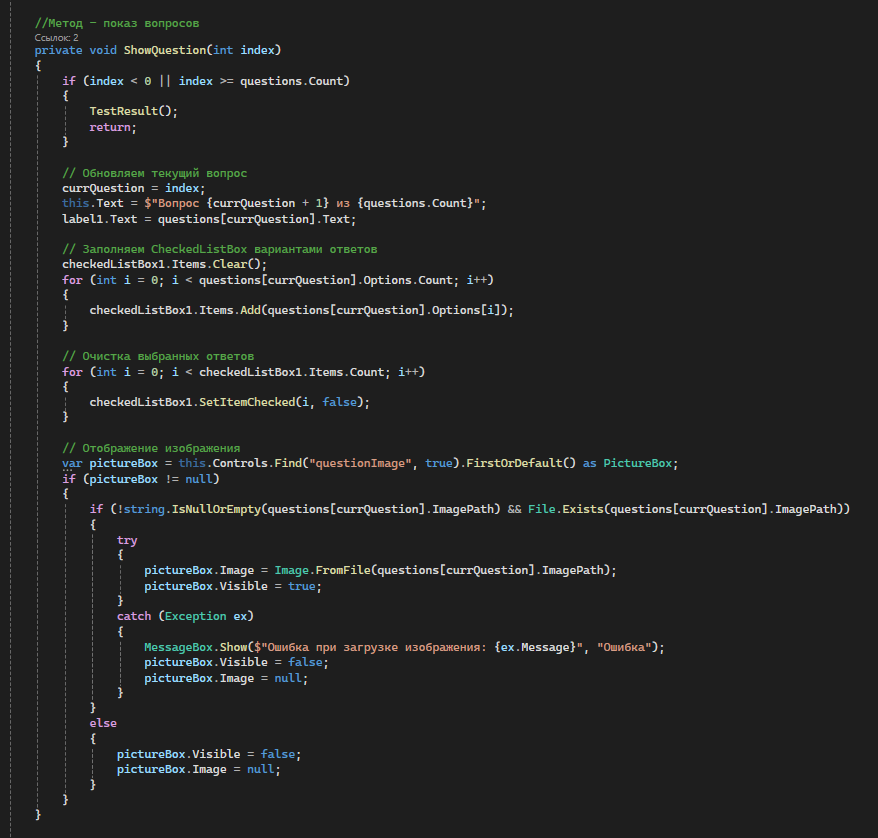 //Метод - показ вопросов
Ссылок: 2
private void ShowQuestion(int index)
{
if (index < 0 || index >= questions.Count)
{
TestResult();
return;
}
// Обновляем текущий вопрос
currQuestion = index;
this.Text = $"Вопрос {currQuestion + 1} из {questions.Count}";
label1.Text = questions[currQuestion].Text;
// Заполняем CheckedListBox вариантами ответов
checkedListBox1.Items.Clear();
for (int i = 0; i < questions[currQuestion].Options.Count; i++)
{
checkedListBox1.Items.Add(questions[currQuestion].Options[i]);
}
// Очистка выбранных ответов
for (int i = 0; i < checkedListBox1.Items.Count; i++)
{
checkedListBox1.SetItemChecked(i, false);
}
// Отображение изображения
var pictureBox = this.Controls.Find("questionImage", true).FirstOrDefault() as PictureBox;
if (pictureBox != null)
{
if (!string.IsNullOrEmpty(questions[currQuestion].ImagePath) && File.Exists(questions[currQuestion].ImagePath))
{
try
{
pictureBox.Image = Image.FromFile(questions[currQuestion].ImagePath);
pictureBox.Visible = true;
}
catch (Exception ex)
{
MessageBox.Show($"Ошибка при загрузке изображения: {ex.Message}", "Ошибка");
pictureBox.Visible = false;
pictureBox.Image = null;
}
}
else
{
pictureBox.Visible = false;
pictureBox.Image = null;
}
}
}